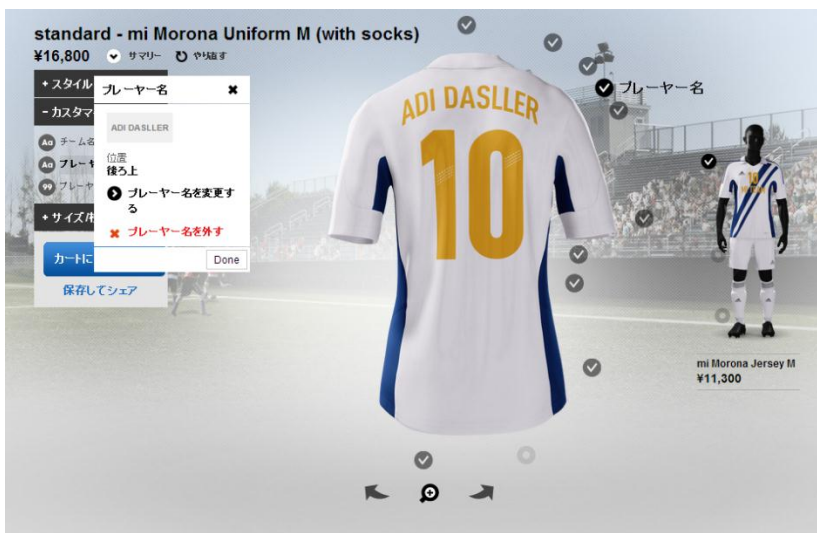 standard - mi Morona Uniform M (with socks)
¥16,800 サマリー やり直す
+ スタイル
- カスタマ
Aa チーム名
Aa プレーヤ
99 プレーヤ
+ サイズ/
カートに
保存してシェア
プレーヤー名
ADI DASLLER
位置
後ろ上
プレーヤー名を変更す
る
プレーヤー名を外す
Done
ADI DASLLER
10
プレーヤー名
10
mi Morona Jersey M
¥11,300